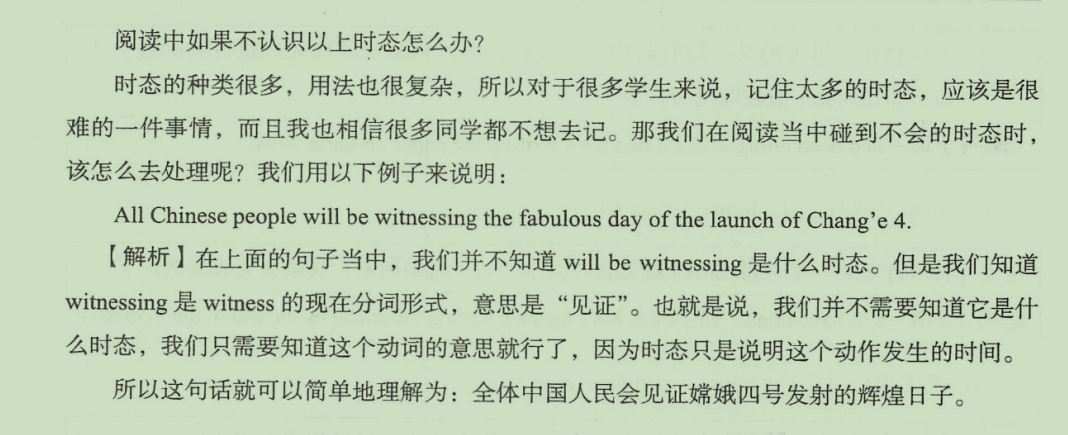 阅读中如果不认识以上时态怎么办？
时态的种类很多，用法也很复杂，所以对于很多学生来说，记住太多的时态，应该是很
难的一件事情，而且我也相信很多同学都不想去记。那我们在阅读当中碰到不会的时态时，
该怎么去处理呢？我们用以下例子来说明：
All Chinese people will be witnessing the fabulous day of the launch of Chang’e 4.
【解析】在上面的句子当中，我们并不知道 will be witnessing 是什么时态。但是我们知道
witnessing 是 witness 的现在分词形式，意思是“见证”。也就是说，我们并不需要知道它是什
么时态，我们只需要知道这个动词的意思就行了，因为时态只是说明这个动作发生的时间。
所以这句话就可以简单地理解为：全体中国人民会见证嫦娥四号发射的辉煌日子。